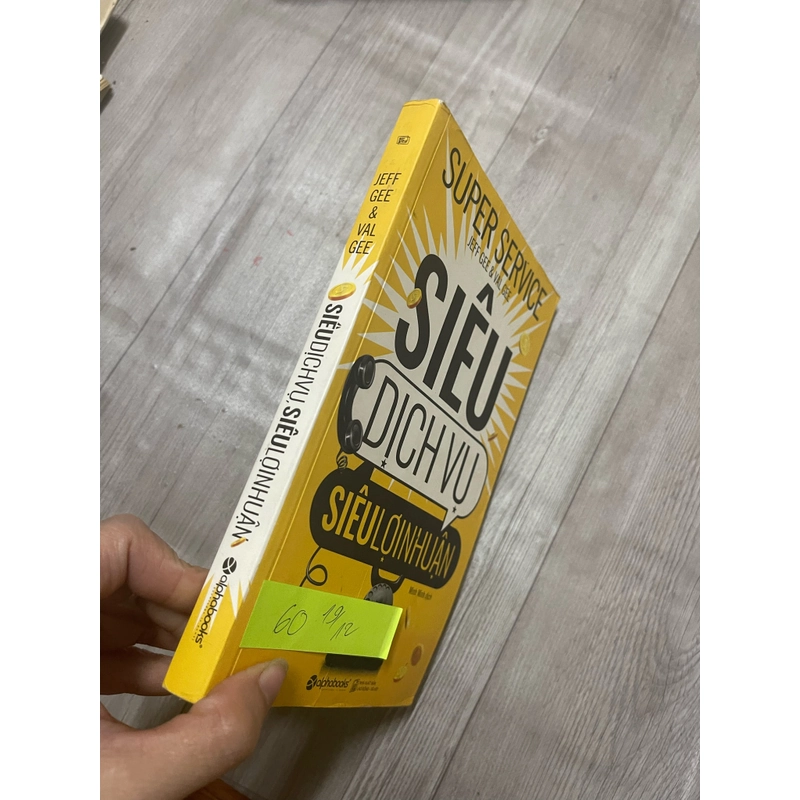 JEFF
GEE
&
VAL
GEE
SIÊU DỊCH VỤ, SIÊU LỢI NHUẬN
alphabooks
SUPER SERVICE
JEFF GEE & VAL GEE
SIÊU
DỊCH VỤ
SIÊU LỢI NHUẬN
60 19/12
alphabooks